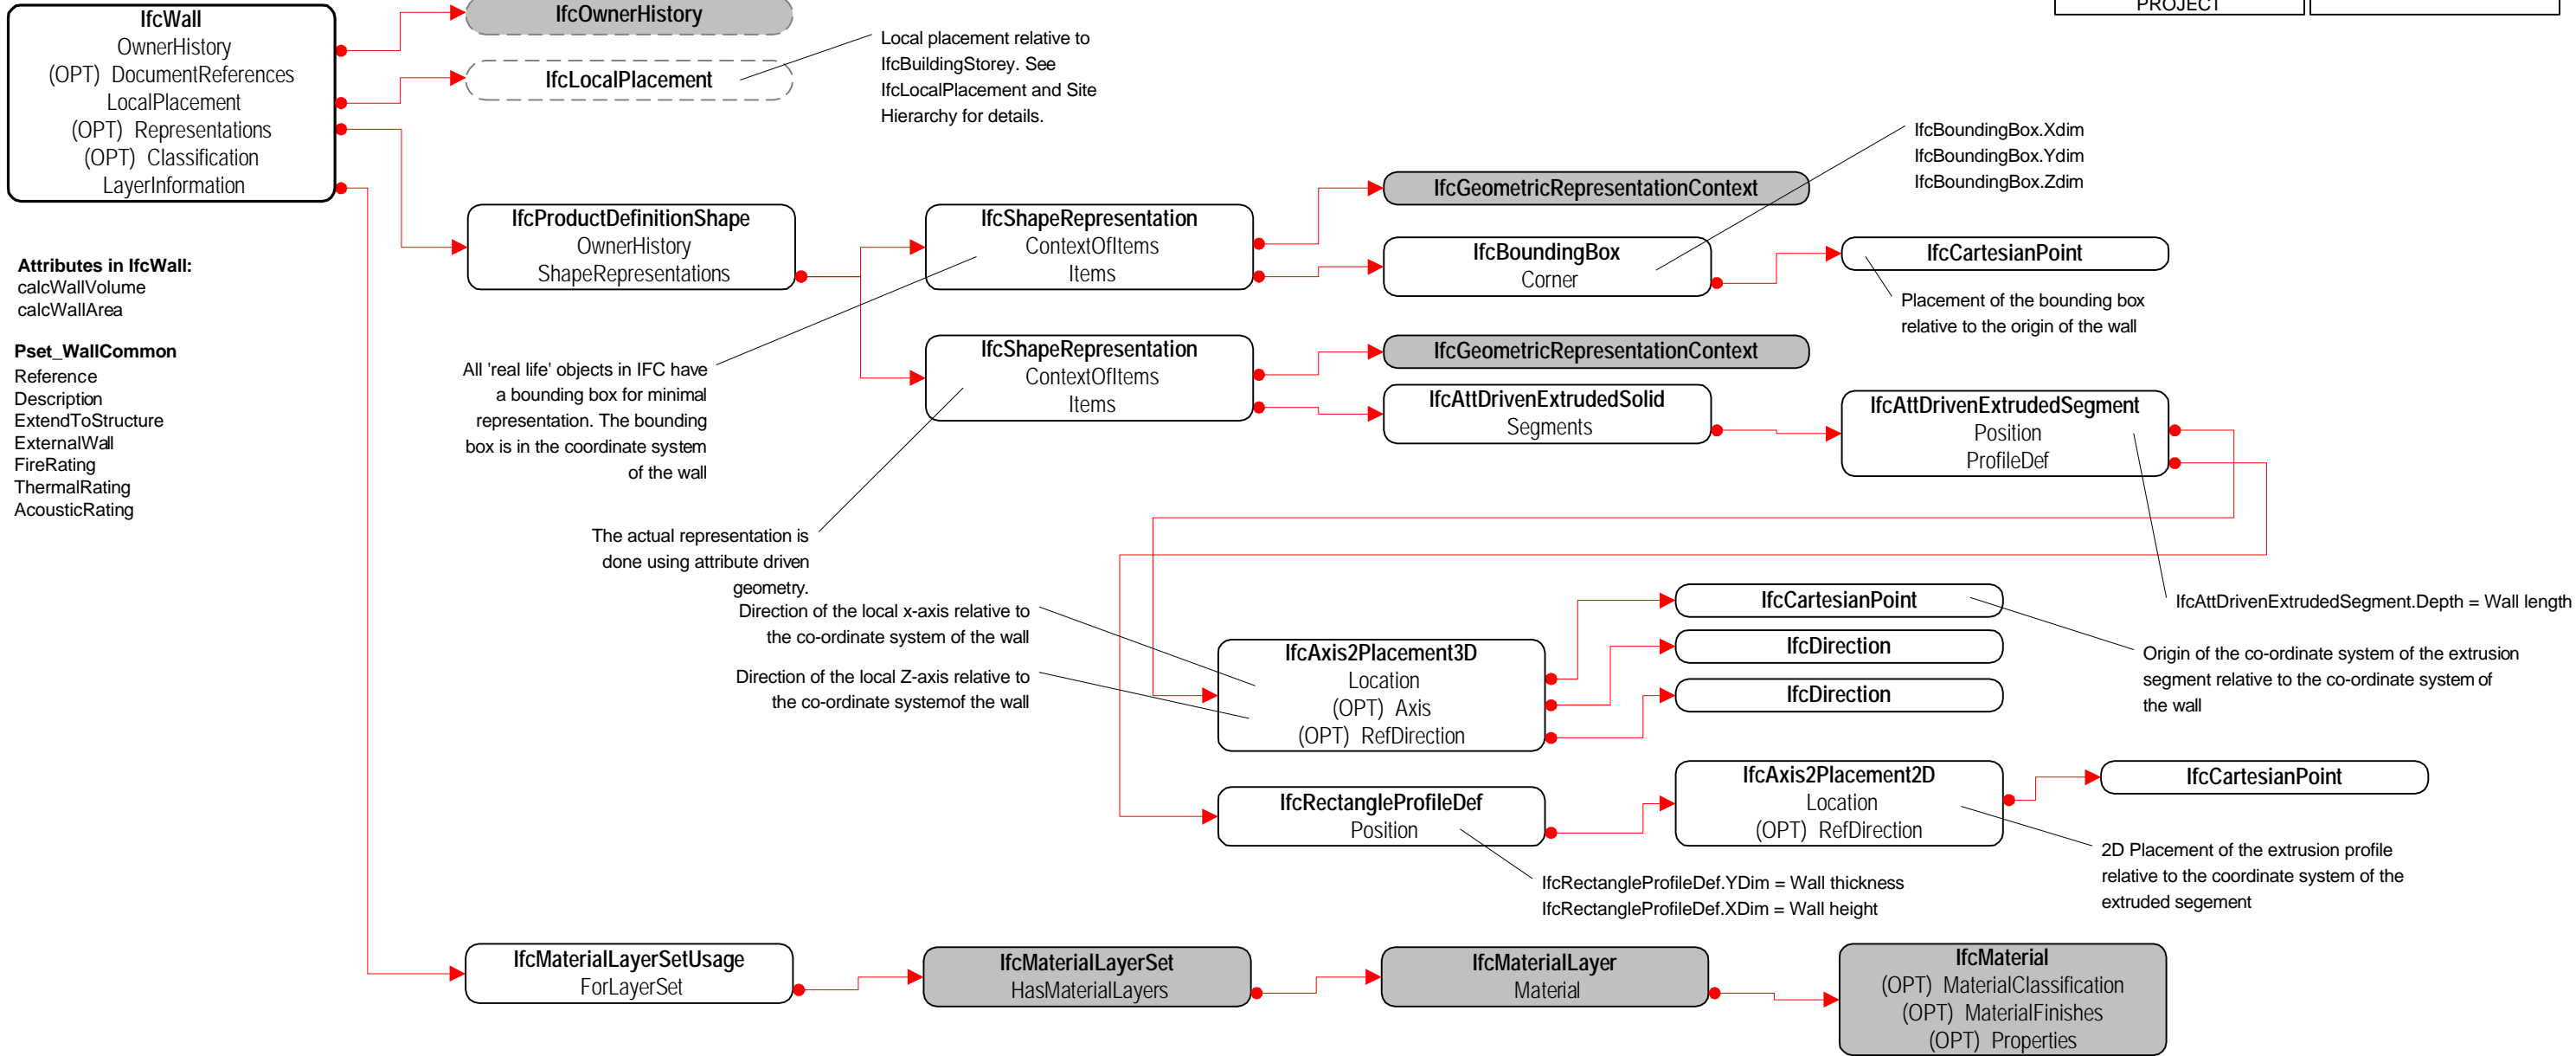 IfcWall
OwnerHistory
(OPT) DocumentReferences
LocalPlacement
(OPT) Representations
(OPT) Classification
LayerInformation
IfcOwnerHistory
IfcLocalPlacement
Local placement relative to
IfcBuildingStorey. See
IfcLocalPlacement and Site
Hierarchy for details.
PROJECT
IfcBoundingBox.Xdim
IfcBoundingBox.Ydim
IfcBoundingBox.Zdim
Attributes in IfcWall:
calcWallVolume
calcWallArea
Pset_WallCommon
Reference
Description
ExtendToStructure
ExternalWall
FireRating
ThermalRating
AcousticRating
IfcProductDefinitionShape
OwnerHistory
ShapeRepresentations
IfcShapeRepresentation
ContextOfItems
Items
IfcGeometricRepresentationContext
IfcBoundingBox
Corner
IfcCartesianPoint
Placement of the bounding box
relative to the origin of the wall
IfcShapeRepresentation
ContextOfItems
Items
IfcGeometricRepresentationContext
IfcAttDrivenExtrudedSolid
Segments
IfcAttDrivenExtrudedSegment
Position
ProfileDef
All 'real life' objects in IFC have
a bounding box for minimal
representation. The bounding
box is in the coordinate system
of the wall
The actual representation is
done using attribute driven
geometry.
Direction of the local x-axis relative to
the co-ordinate system of the wall
Direction of the local Z-axis relative to
the co-ordinate systemof the wall
IfcAxis2Placement3D
Location
(OPT) Axis
(OPT) RefDirection
IfcCartesianPoint
IfcDirection
IfcDirection
IfcAttDrivenExtrudedSegment.Depth = Wall length
Origin of the co-ordinate system of the extrusion
segment relative to the co-ordinate system of
the wall
IfcRectangleProfileDef
Position
IfcAxis2Placement2D
Location
(OPT) RefDirection
IfcCartesianPoint
IfcRectangleProfileDef.YDim = Wall thickness
IfcRectangleProfileDef.XDim = Wall height
2D Placement of the extrusion profile
relative to the coordinate system of the
extruded segement
IfcMaterialLayerSetUsage
ForLayerSet
IfcMaterialLayerSet
HasMaterialLayers
IfcMaterialLayer
Material
IfcMaterial
(OPT) MaterialClassification
(OPT) MaterialFinishes
(OPT) Properties